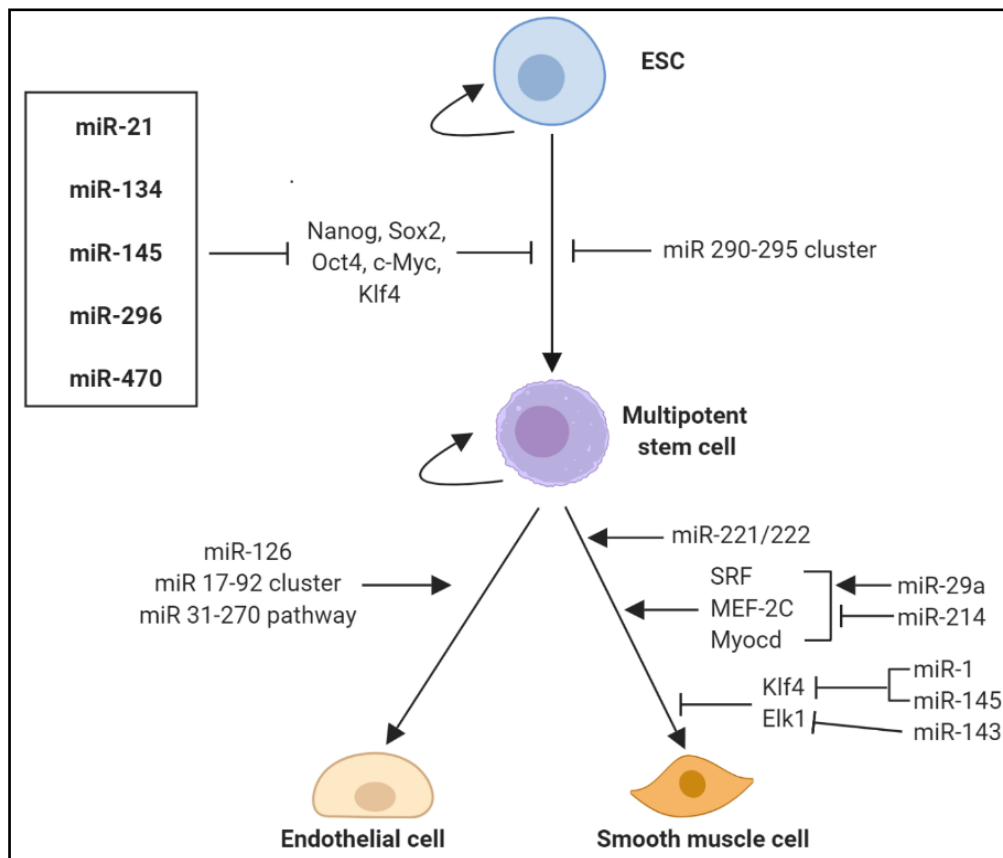 ESC
miR-21
miR-134
miR-145
miR-296
miR-470
Nanog, Sox2,
Oct4, c-Myc,
Klf4
miR 290-295 cluster
Multipotent
stem cell
miR-126
miR 17-92 cluster
miR 31-270 pathway
miR-221/222
SRF
MEF-2C
Myocd
miR-29a
miR-214
Klf4
Elk1
miR-1
miR-145
miR-143
Endothelial cell
Smooth muscle cell